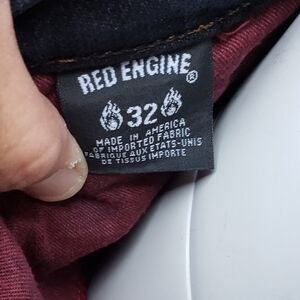 RED ENGINE®
32
MADE IN AMERICA
OF IMPORTED FABRIC
FABRIQUE AUX ETATS-UNIS
DE TISSUS IMPORTE